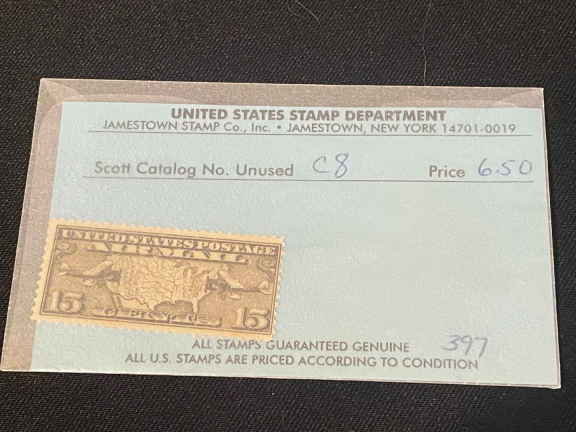 UNITED STATES STAMP DEPARTMENT
JAMESTOWN STAMP Co., Inc. • JAMESTOWN, NEW YORK 14701-0019
Scott Catalog No. Unused C8 Price 6.50
UNITED STATES POSTAGE
AIR MAIL
15 CENTS 15
ALL STAMPS GUARANTEED GENUINE 397
ALL U.S. STAMPS ARE PRICED ACCORDING TO CONDITION